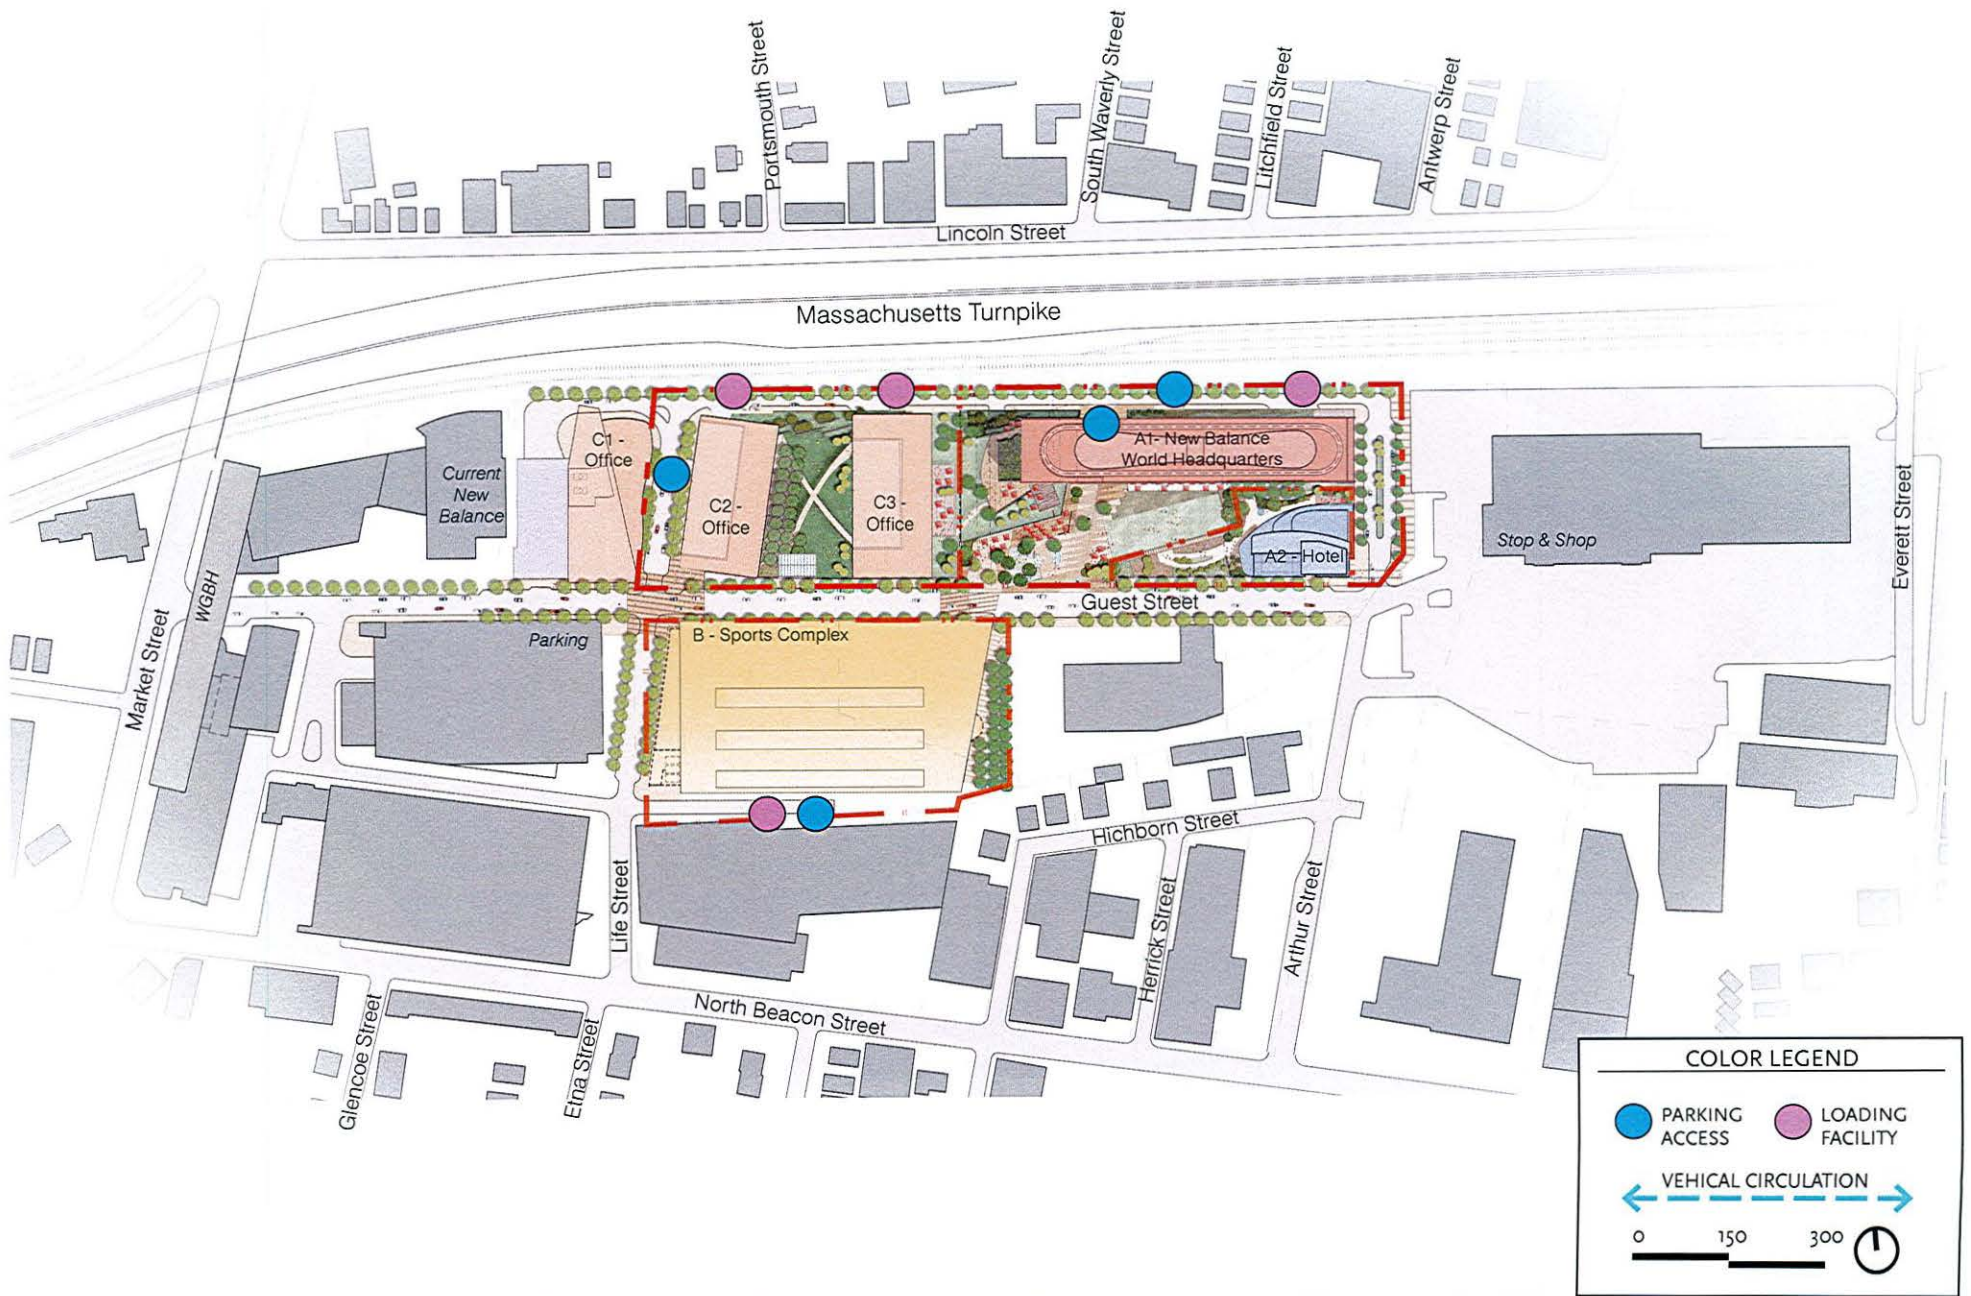 Portsmouth Street
South Waverly Street
Litchfield Street
Antwerp Street
Lincoln Street
Massachusetts Turnpike
C1 -
Office
Current
New
Balance
C2 -
Office
C3 -
Office
A1- New Balance
World Headquarters
A2 - Hotel
Stop & Shop
Everett Street
Guest Street
WGBH
Market Street
Parking
B - Sports Complex
Hichborn Street
Life Street
Herrick Street
Arthur Street
North Beacon Street
Glencoe Street
Etna Street
COLOR LEGEND
PARKING
ACCESS
LOADING
FACILITY
VEHICAL CIRCULATION
0 150 300